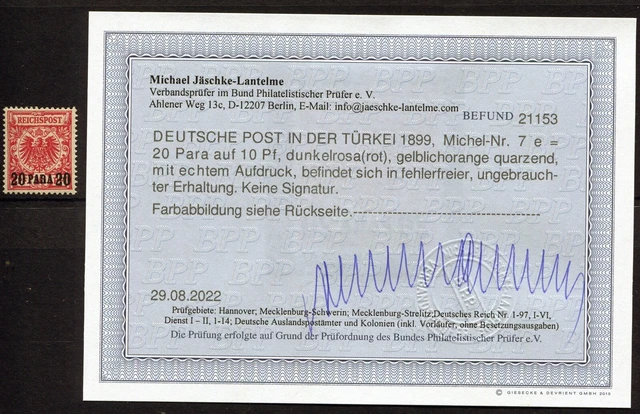 REICHSPOST
20 PARA 20
Michael Jäschke-Lantelme
Verbandsprüfer im Bund Philatelistischer Prüfer e. V.
Ahlener Weg 13c, D-12207 Berlin, E-Mail: info@jaeschke-lantelme.com
BEFUND 21153
DEUTSCHE POST IN DER TÜRKEI 1899, Michel-Nr. 7 e =
20 Para auf 10 Pf, dunkelrosa(rot), gelblichorange quarzend,
mit echtem Aufdruck, befindet sich in fehlerfreier, ungebrauch-
ter Erhaltung. Keine Signatur.
Farbabbildung siehe Rückseite.--------------------------
29.08.2022
Prüfgebiete: Hannover; Mecklenburg-Schwerin; Mecklenburg-Strelitz;Deutsches Reich Nr. 1-97, I-VI,
Dienst I – II, 1-14; Deutsche Auslandspostämter und Kolonien (inkl. Vorläufer, ohne Besetzungsausgaben)
Die Prüfung erfolgte auf Grund der Prüfordnung des Bundes Philatelistischer Prüfer e.V.
© GIESECKE & DEVRIENT GMBH 2015